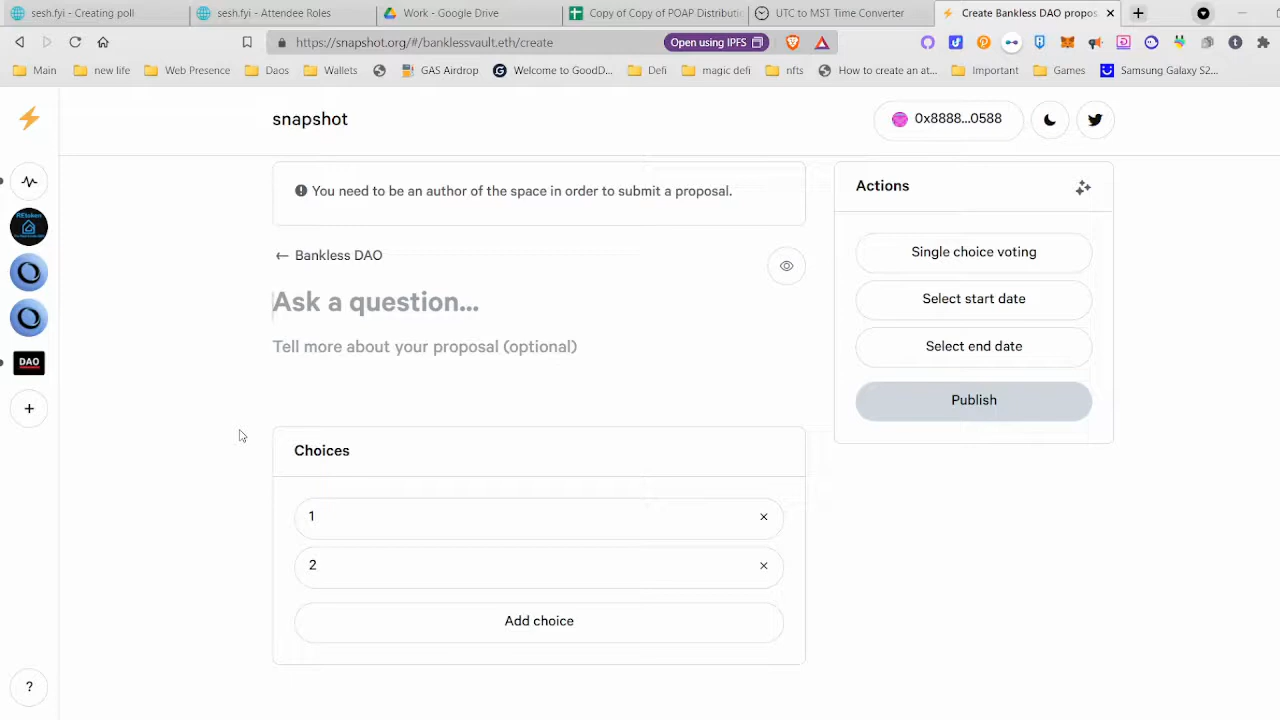 sesh.fyi - Creating poll
sesh.fyi - Attendee Roles
Work - Google Drive
Copy of Copy of POAP Distributi
UTC to MST Time Converter
Create Bankless DAO propos
https://snapshot.org/#/banklessvault.eth/create
Open using IPFS
Main
new life
Web Presence
Daos
Wallets
GAS Airdrop
Welcome to GoodD...
Defi
magic defi
nfts
How to create an at...
Important
Games
Samsung Galaxy S2...
snapshot
0x8888...0588
You need to be an author of the space in order to submit a proposal.
← Bankless DAO
Ask a question...
Tell more about your proposal (optional)
Choices
1
2
Add choice
Actions
Single choice voting
Select start date
Select end date
Publish
REtoken
DAO
+
?